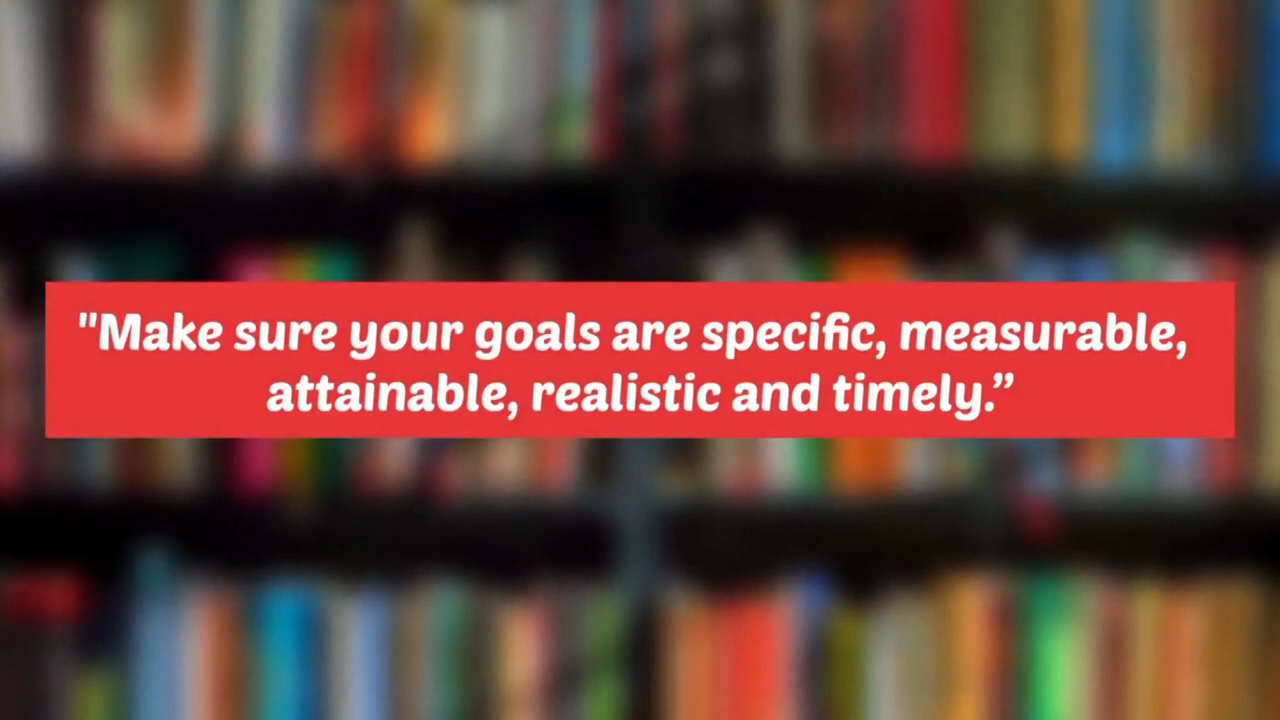 "Make sure your goals are specific, measurable,
attainable, realistic and timely.”